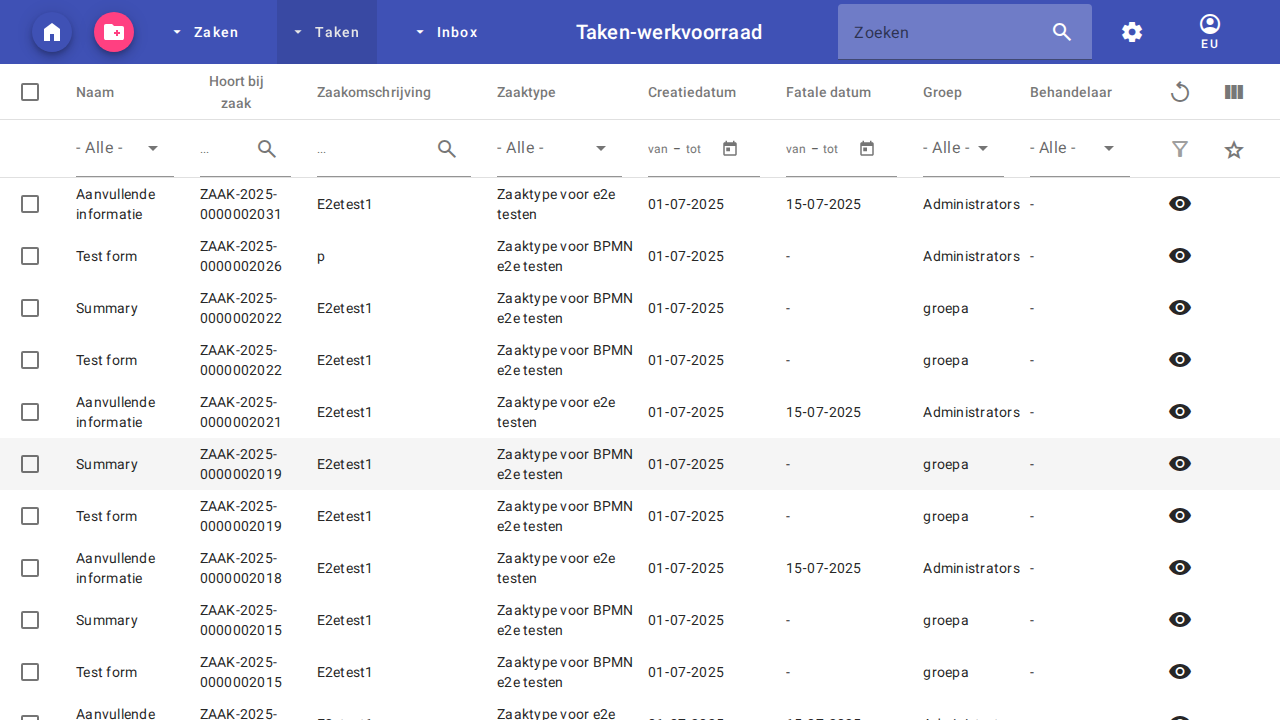 Zaken
Taken
Inbox
Taken-werkvoorraad
Zoeken
EU
Naam
Hoort bij
zaak
Zaakomschrijving
Zaaktype
Creatiedatum
Fatale datum
Groep
Behandelaar
- Alle -
...
...
- Alle -
van – tot
van – tot
- Alle -
- Alle -
Aanvullende
informatie
ZAAK-2025-
0000002031
E2etest1
Zaaktype voor e2e
testen
01-07-2025
15-07-2025
Administrators
-
Test form
ZAAK-2025-
0000002026
p
Zaaktype voor BPMN
e2e testen
01-07-2025
-
Administrators
-
Summary
ZAAK-2025-
0000002022
E2etest1
Zaaktype voor BPMN
e2e testen
01-07-2025
-
groepa
-
Test form
ZAAK-2025-
0000002022
E2etest1
Zaaktype voor BPMN
e2e testen
01-07-2025
-
groepa
-
Aanvullende
informatie
ZAAK-2025-
0000002021
E2etest1
Zaaktype voor e2e
testen
01-07-2025
15-07-2025
Administrators
-
Summary
ZAAK-2025-
0000002019
E2etest1
Zaaktype voor BPMN
e2e testen
01-07-2025
-
groepa
-
Test form
ZAAK-2025-
0000002019
E2etest1
Zaaktype voor BPMN
e2e testen
01-07-2025
-
groepa
-
Aanvullende
informatie
ZAAK-2025-
0000002018
E2etest1
Zaaktype voor e2e
testen
01-07-2025
15-07-2025
Administrators
-
Summary
ZAAK-2025-
0000002015
E2etest1
Zaaktype voor BPMN
e2e testen
01-07-2025
-
groepa
-
Test form
ZAAK-2025-
0000002015
E2etest1
Zaaktype voor BPMN
e2e testen
01-07-2025
-
groepa
-
Aanvullende
ZAAK-2025-
Zaaktype voor e2e